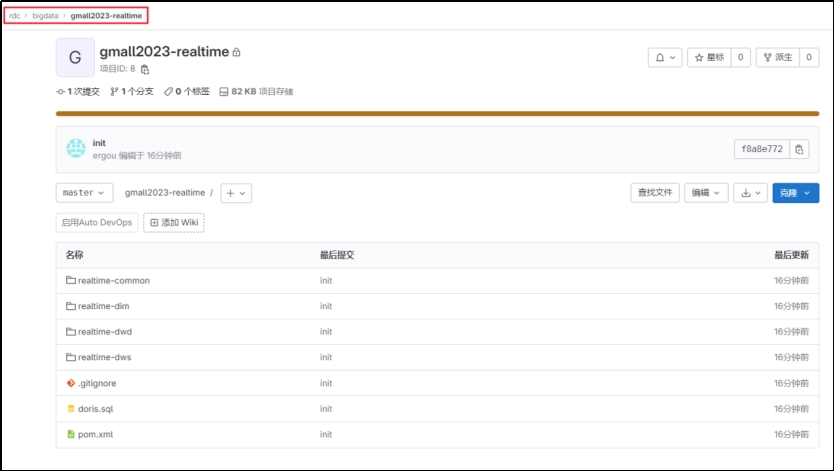 rdc > bigdata > gmall2023-realtime
G
gmall2023-realtime
项目ID: 8
星标 0
派生 0
1次提交 1个分支 0个标签 82 KB 项目存储
init
ergou 编辑于 16分钟前
f8a8e772
master gmall2023-realtime / +
查找文件 编辑 克隆
启用Auto DevOps 添加 Wiki
名称 最后提交 最后更新
realtime-common init 16分钟前
realtime-dim init 16分钟前
realtime-dwd init 16分钟前
realtime-dws init 16分钟前
.gitignore init 16分钟前
doris.sql init 16分钟前
pom.xml init 16分钟前